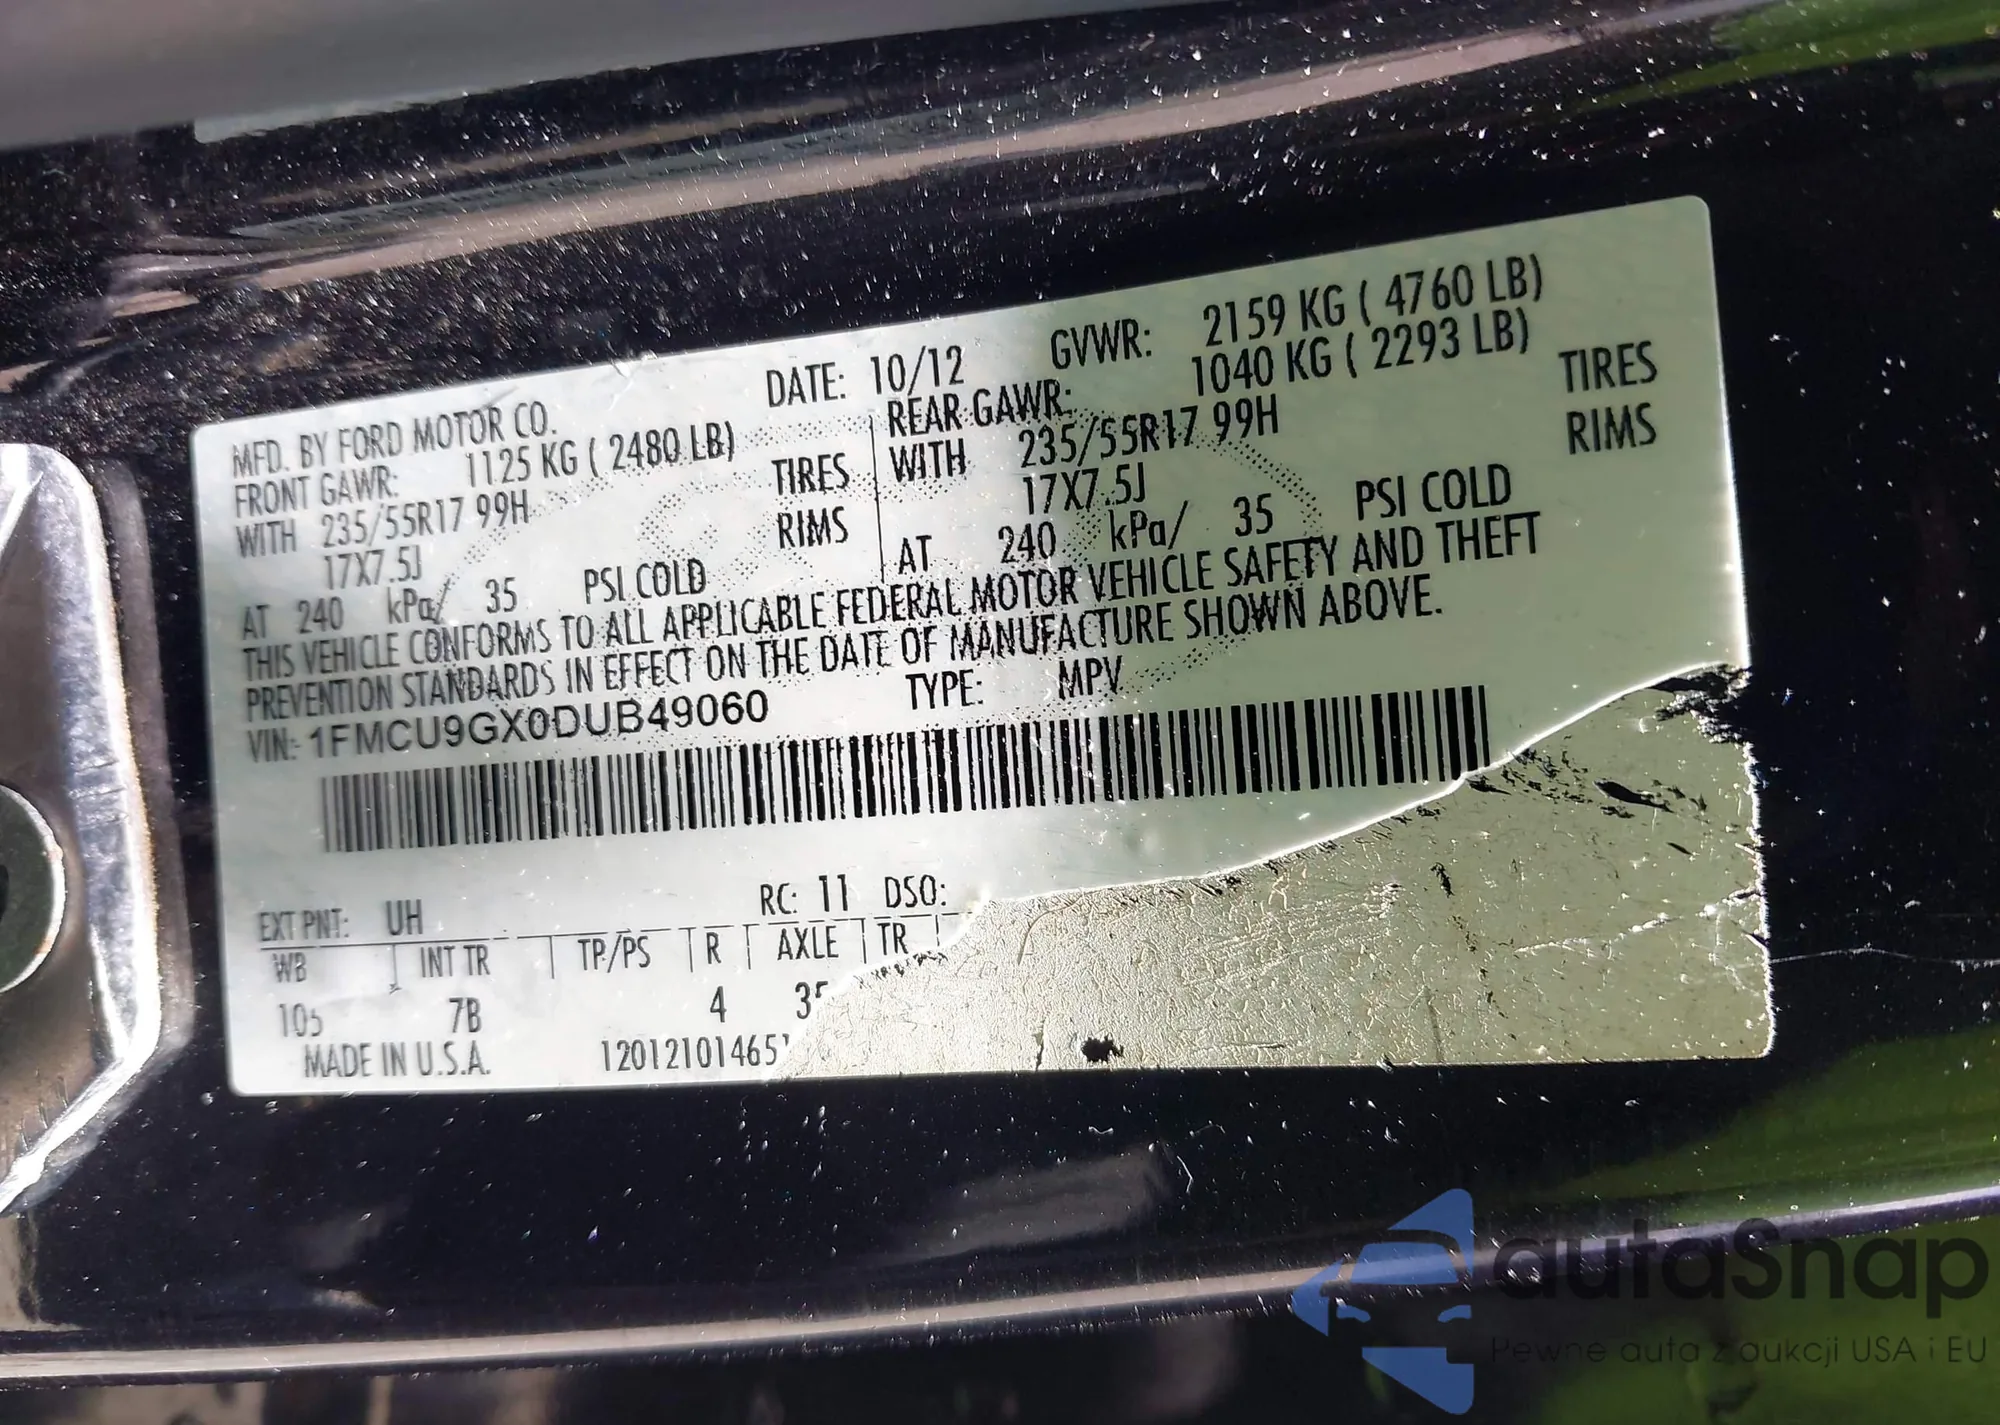 MFD. BY FORD MOTOR CO. DATE: 10/12 GVWR: 2159 KG ( 4760 LB)
FRONT GAWR: 1125 KG ( 2480 LB) REAR GAWR: 1040 KG ( 2293 LB)
WITH 235/55R17 99H TIRES WITH 235/55R17 99H TIRES
17X7.5J RIMS 17X7.5J RIMS
AT 240 kPa/ 35 PSI COLD AT 240 kPa/ 35 PSI COLD
THIS VEHICLE CONFORMS TO ALL APPLICABLE FEDERAL MOTOR VEHICLE SAFETY AND THEFT
PREVENTION STANDARDS IN EFFECT ON THE DATE OF MANUFACTURE SHOWN ABOVE.
VIN: 1FMCU9GX0DUB49060 TYPE: MPV
EXT PNT: UH RC: 11 DSO:
WB INT TR TP/PS R AXLE TR
105 7B 4
MADE IN U.S.A.
autaSnap
Pewne auta z aukcji USA i EU